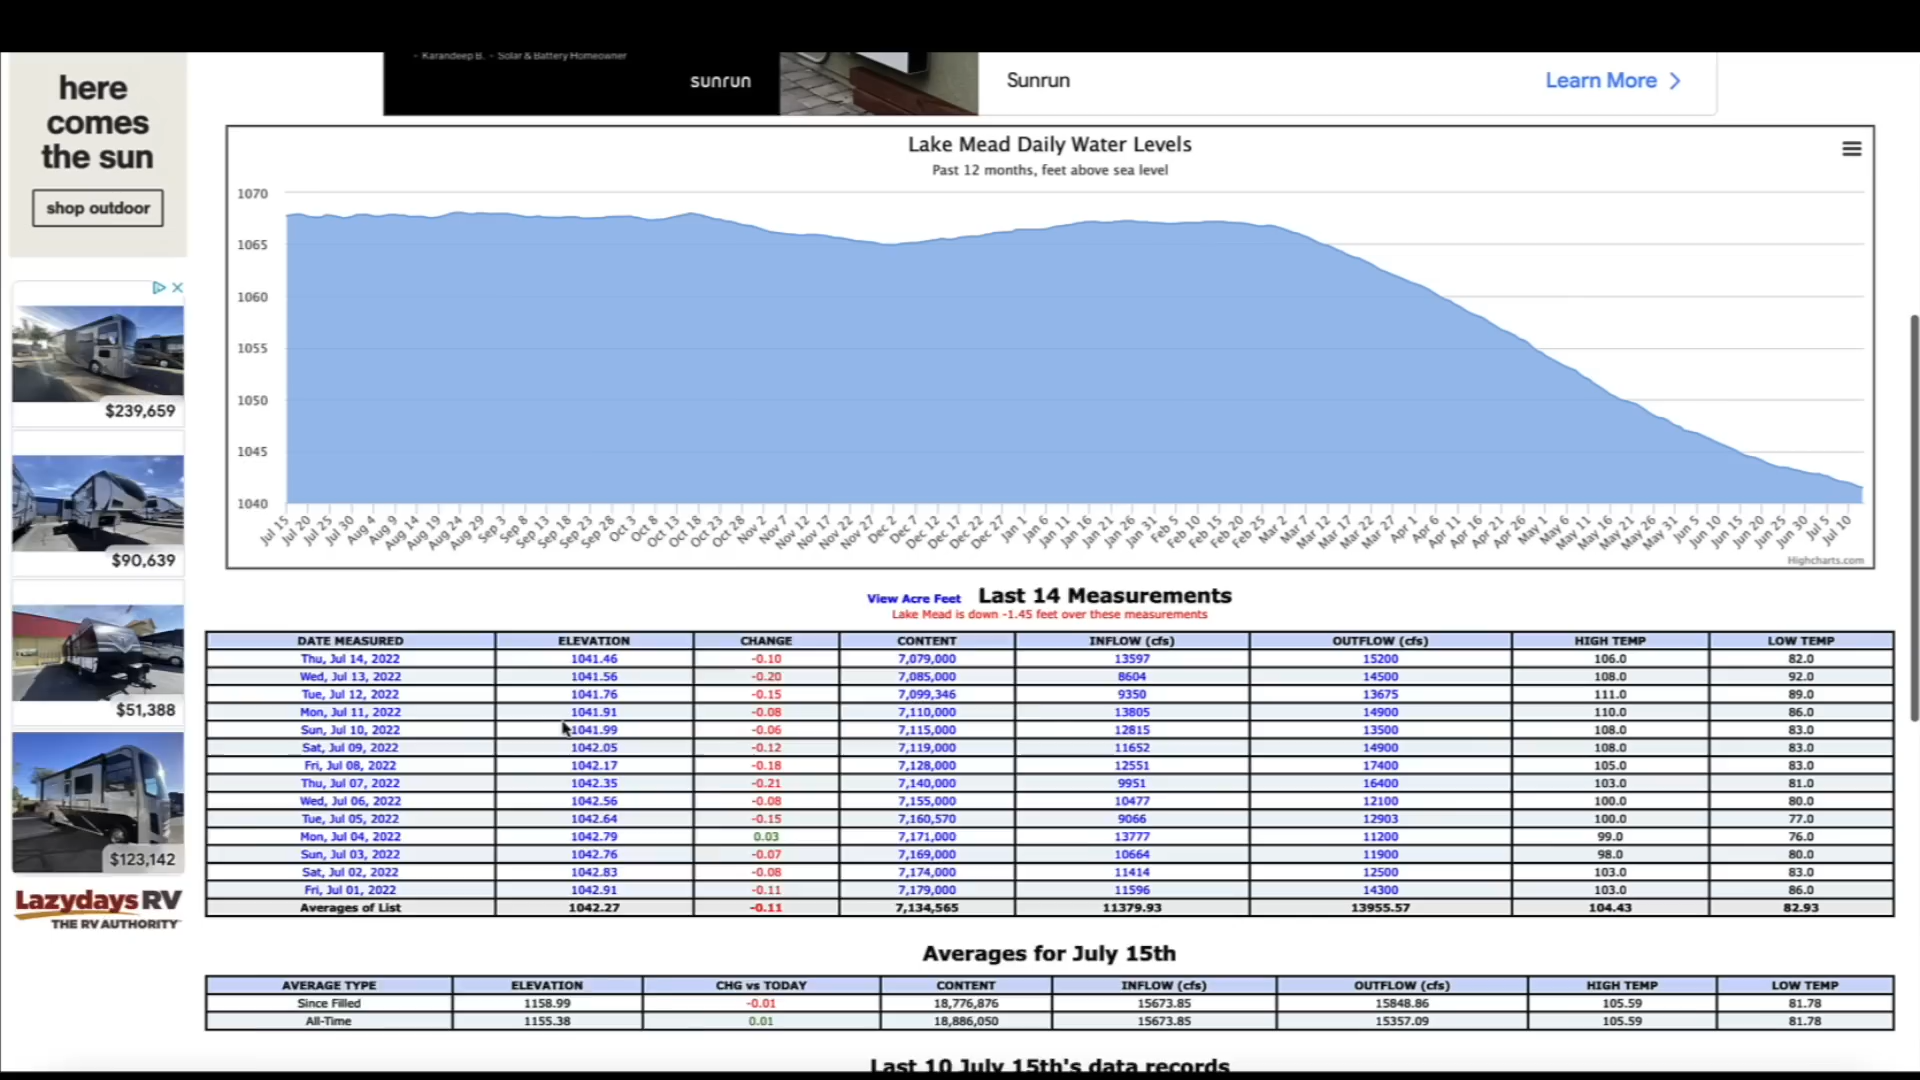 here
comes
the sun
shop outdoor
- Karandeep B. - Solar & Battery Homeowner
sunrun
Sunrun
Learn More
$239,659
$90,639
$51,388
$123,142
Lazydays RV
THE RV AUTHORITY
Lake Mead Daily Water Levels
Past 12 months, feet above sea level
1070
1065
1060
1055
1050
1045
1040
Jul 15 Jul 20 Jul 25 Jul 30 Aug 4 Aug 9 Aug 14 Aug 19 Aug 24 Aug 29 Sep 3 Sep 8 Sep 13 Sep 18 Sep 23 Sep 28 Oct 3 Oct 8 Oct 13 Oct 18 Oct 23 Oct 28 Nov 2 Nov 7 Nov 12 Nov 17 Nov 22 Nov 27 Dec 2 Dec 7 Dec 12 Dec 17 Dec 22 Dec 27 Jan 1 Jan 6 Jan 11 Jan 16 Jan 21 Jan 26 Jan 31 Feb 5 Feb 10 Feb 15 Feb 20 Feb 25 Mar 2 Mar 7 Mar 12 Mar 17 Mar 22 Mar 27 Apr 1 Apr 6 Apr 11 Apr 16 Apr 21 Apr 26 May 1 May 6 May 11 May 16 May 21 May 26 May 31 Jun 5 Jun 10 Jun 15 Jun 20 Jun 25 Jun 30 Jul 5 Jul 10
Highcharts.com
View Acre Feet Last 14 Measurements
Lake Mead is down -1.45 feet over these measurements
DATE MEASURED ELEVATION CHANGE CONTENT INFLOW (cfs) OUTFLOW (cfs) HIGH TEMP LOW TEMP
Thu, Jul 14, 2022 1041.46 -0.10 7,079,000 13597 15200 106.0 82.0
Wed, Jul 13, 2022 1041.56 -0.20 7,085,000 8604 14500 108.0 92.0
Tue, Jul 12, 2022 1041.76 -0.15 7,099,346 9350 13675 111.0 89.0
Mon, Jul 11, 2022 1041.91 -0.08 7,110,000 13805 14900 110.0 86.0
Sun, Jul 10, 2022 1041.99 -0.06 7,115,000 12815 13500 108.0 83.0
Sat, Jul 09, 2022 1042.05 -0.12 7,119,000 11652 14900 108.0 83.0
Fri, Jul 08, 2022 1042.17 -0.18 7,128,000 12551 17400 105.0 83.0
Thu, Jul 07, 2022 1042.35 -0.21 7,140,000 9951 16400 103.0 81.0
Wed, Jul 06, 2022 1042.56 -0.08 7,155,000 10477 12100 100.0 80.0
Tue, Jul 05, 2022 1042.64 -0.15 7,160,570 9066 12903 100.0 77.0
Mon, Jul 04, 2022 1042.79 0.03 7,171,000 13777 11200 99.0 76.0
Sun, Jul 03, 2022 1042.76 -0.07 7,169,000 10664 11900 98.0 80.0
Sat, Jul 02, 2022 1042.83 -0.08 7,174,000 11414 12500 103.0 83.0
Fri, Jul 01, 2022 1042.91 -0.11 7,179,000 11596 14300 103.0 86.0
Averages of List 1042.27 -0.11 7,134,565 11379.93 13955.57 104.43 82.93
Averages for July 15th
AVERAGE TYPE ELEVATION CHG vs TODAY CONTENT INFLOW (cfs) OUTFLOW (cfs) HIGH TEMP LOW TEMP
Since Filled 1158.99 -0.01 18,776,876 15673.85 15848.86 105.59 81.78
All-Time 1155.38 0.01 18,886,050 15673.85 15357.09 105.59 81.78
Last 10 July 15th's data records